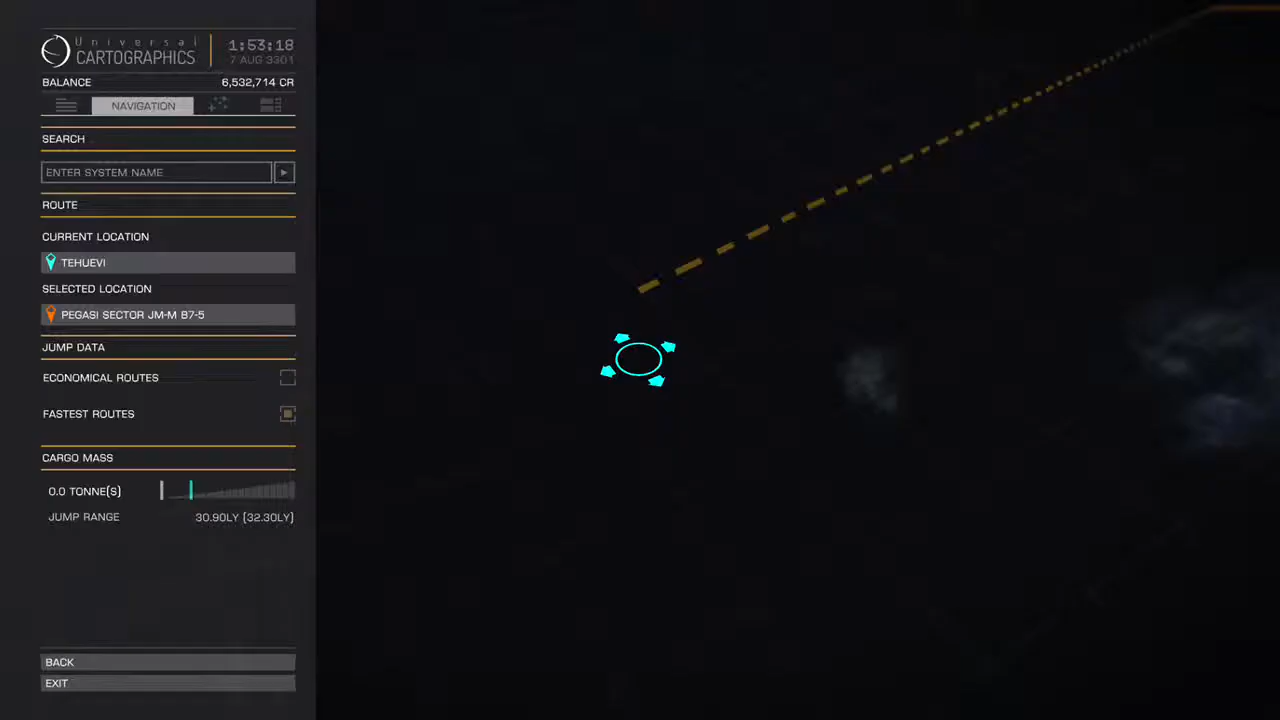 Universal
CARTOGRAPHICS
1:53:18
7 AUG 3301
BALANCE 6,532,714 CR
NAVIGATION
SEARCH
ENTER SYSTEM NAME
ROUTE
CURRENT LOCATION
TEHUEVI
SELECTED LOCATION
PEGASI SECTOR JM-M B7-5
JUMP DATA
ECONOMICAL ROUTES
FASTEST ROUTES
CARGO MASS
0.0 TONNE(S)
JUMP RANGE 30.90LY (32.30LY)
BACK
EXIT